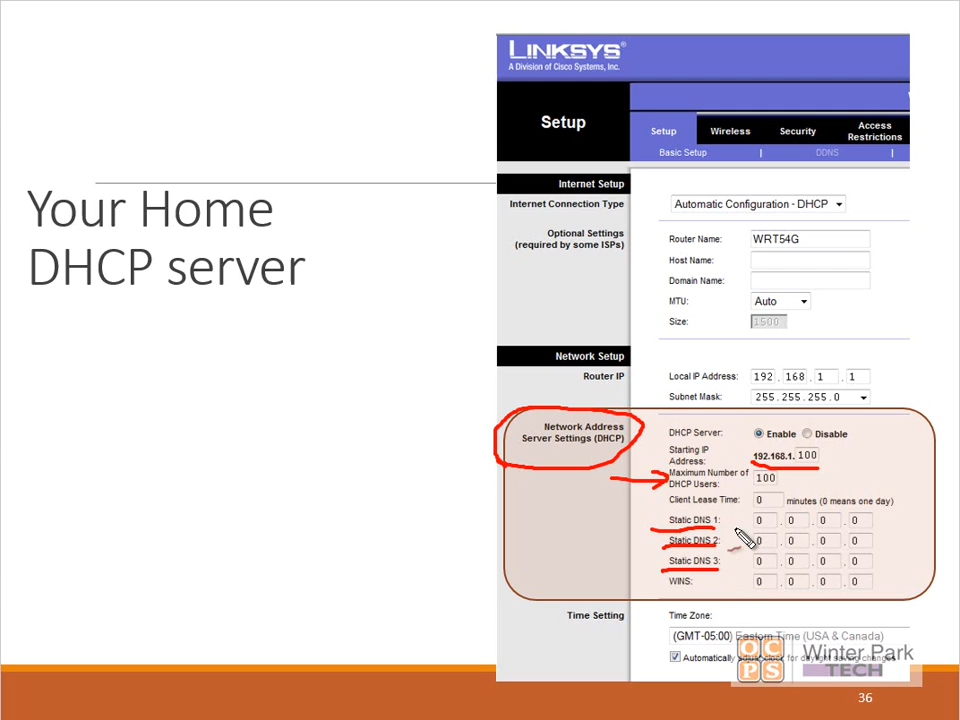 Your Home
DHCP server
LINKSYS®
A Division of Cisco Systems, Inc.
Setup
Setup Wireless Security Access Restrictions
Basic Setup | DDNS |
Internet Setup
Internet Connection Type Automatic Configuration - DHCP
Optional Settings
(required by some ISPs)
Router Name: WRT54G
Host Name:
Domain Name:
MTU: Auto
Size: 1500
Network Setup
Router IP
Local IP Address: 192 . 168 . 1 . 1
Subnet Mask: 255.255.255.0
Network Address
Server Settings (DHCP)
DHCP Server: Enable Disable
Starting IP
Address: 192.168.1. 100
Maximum Number of
DHCP Users: 100
Client Lease Time: 0 minutes (0 means one day)
Static DNS 1: 0 . 0 . 0 . 0
Static DNS 2: 0 . 0 . 0 . 0
Static DNS 3: 0 . 0 . 0 . 0
WINS: 0 . 0 . 0 . 0
Time Setting
Time Zone:
(GMT-05:00) Eastern Time (USA & Canada)
Automatically adjust clock for daylight saving changes
OC
PS
Winter Park
TECH
36